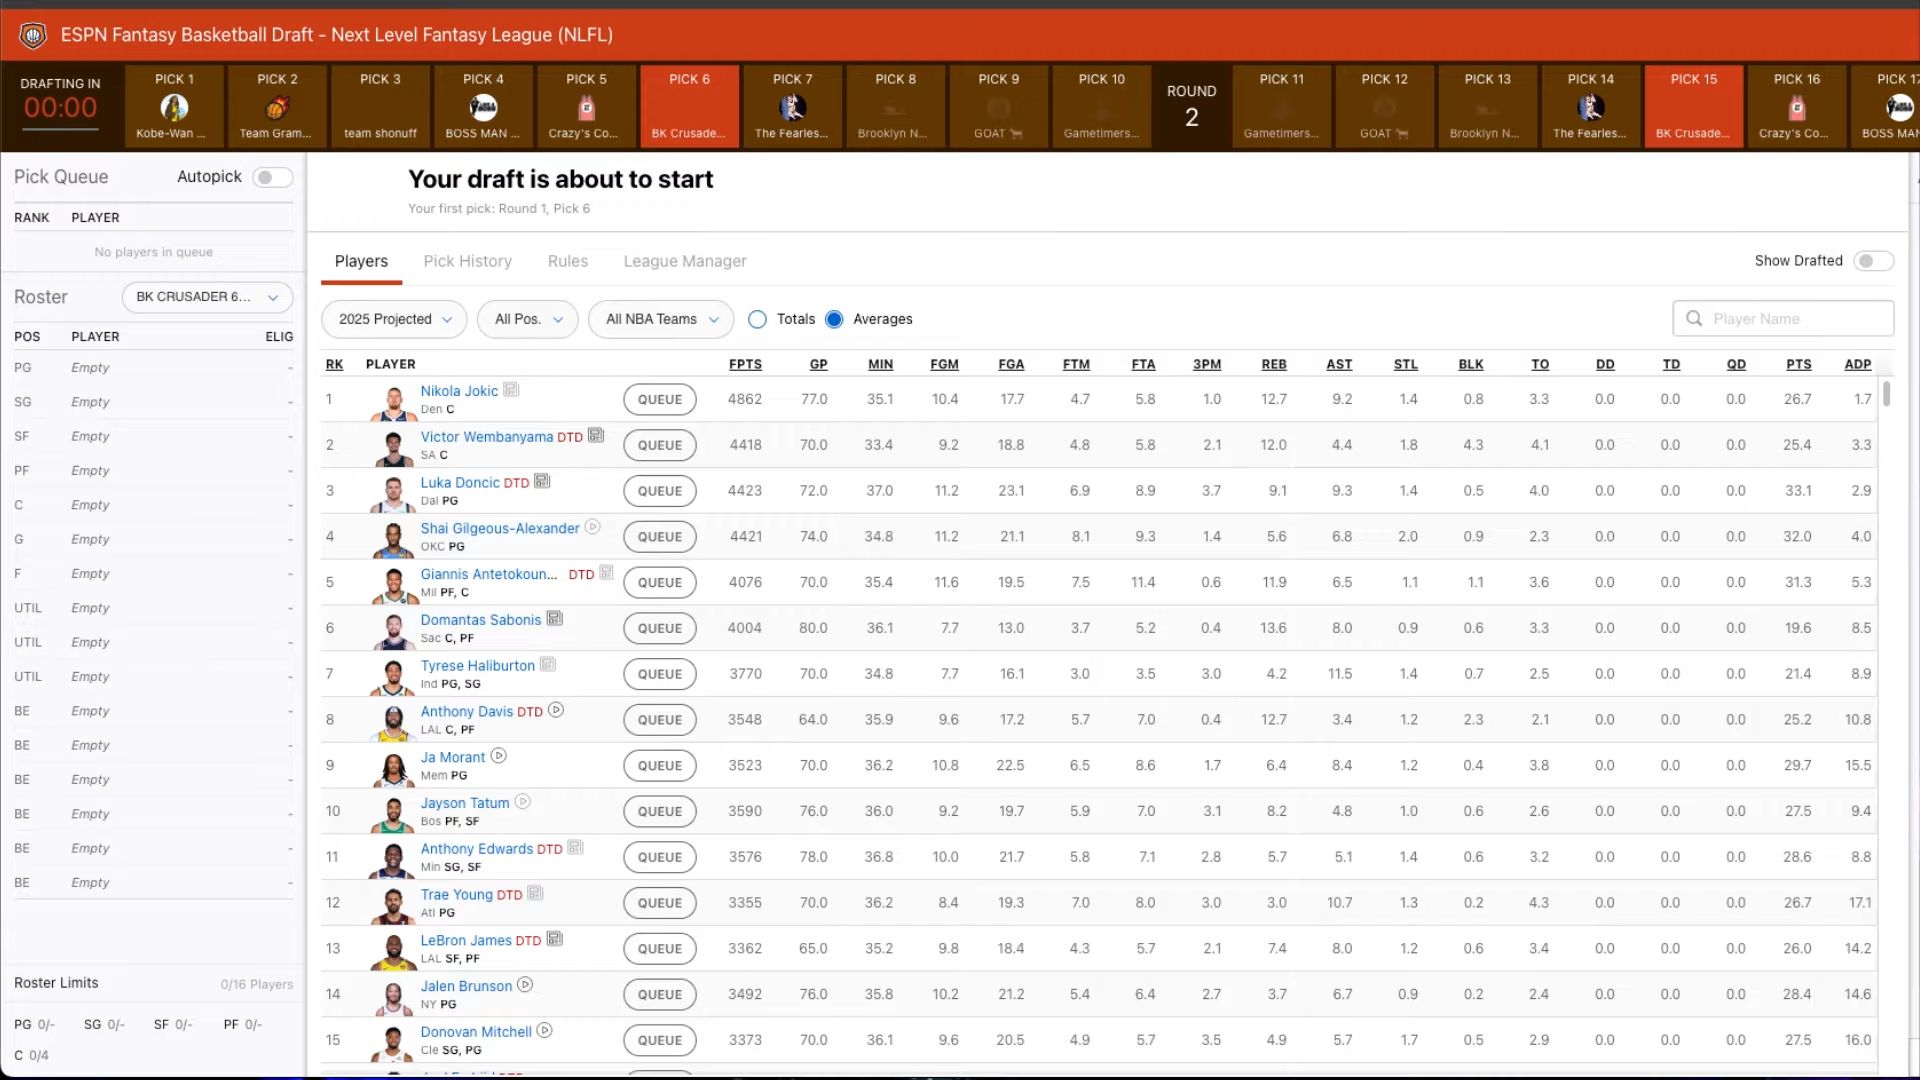 ESPN Fantasy Basketball Draft - Next Level Fantasy League (NLFL)
DRAFTING IN
00:00
PICK 1
Kobe-Wan ...
PICK 2
Team Gram...
PICK 3
team shonuff
PICK 4
BOSS MAN ...
PICK 5
Crazy's Co...
PICK 6
BK Crusade...
PICK 7
The Fearles...
PICK 8
Brooklyn N...
PICK 9
GOAT 🐐
PICK 10
Gametimers...
ROUND
2
PICK 11
Gametimers...
PICK 12
GOAT 🐐
PICK 13
Brooklyn N...
PICK 14
The Fearles...
PICK 15
BK Crusade...
PICK 16
Crazy's Co...
PICK 17
BOSS MAN
Pick Queue Autopick
RANK PLAYER
No players in queue
Roster BK CRUSADER 6...
POS PLAYER ELIG
PG Empty -
SG Empty -
SF Empty -
PF Empty -
C Empty -
G Empty -
F Empty -
UTIL Empty -
UTIL Empty -
UTIL Empty -
BE Empty -
BE Empty -
BE Empty -
BE Empty -
BE Empty -
BE Empty -
Roster Limits 0/16 Players
PG 0/- SG 0/- SF 0/- PF 0/-
C 0/4
Your draft is about to start
Your first pick: Round 1, Pick 6
Players Pick History Rules League Manager Show Drafted
2025 Projected All Pos. All NBA Teams Totals Averages Player Name
RK PLAYER FPTS GP MIN FGM FGA FTM FTA 3PM REB AST STL BLK TO DD TD QD PTS ADP
1 Nikola Jokic QUEUE 4862 77.0 35.1 10.4 17.7 4.7 5.8 1.0 12.7 9.2 1.4 0.8 3.3 0.0 0.0 0.0 26.7 1.7
Den C
2 Victor Wembanyama DTD QUEUE 4418 70.0 33.4 9.2 18.8 4.8 5.8 2.1 12.0 4.4 1.8 4.3 4.1 0.0 0.0 0.0 25.4 3.3
SA C
3 Luka Doncic DTD QUEUE 4423 72.0 37.0 11.2 23.1 6.9 8.9 3.7 9.1 9.3 1.4 0.5 4.0 0.0 0.0 0.0 33.1 2.9
Dal PG
4 Shai Gilgeous-Alexander QUEUE 4421 74.0 34.8 11.2 21.1 8.1 9.3 1.4 5.6 6.8 2.0 0.9 2.3 0.0 0.0 0.0 32.0 4.0
OKC PG
5 Giannis Antetokoun... DTD QUEUE 4076 70.0 35.4 11.6 19.5 7.5 11.4 0.6 11.9 6.5 1.1 1.1 3.6 0.0 0.0 0.0 31.3 5.3
Mil PF, C
6 Domantas Sabonis QUEUE 4004 80.0 36.1 7.7 13.0 3.7 5.2 0.4 13.6 8.0 0.9 0.6 3.3 0.0 0.0 0.0 19.6 8.5
Sac C, PF
7 Tyrese Haliburton QUEUE 3770 70.0 34.8 7.7 16.1 3.0 3.5 3.0 4.2 11.5 1.4 0.7 2.5 0.0 0.0 0.0 21.4 8.9
Ind PG, SG
8 Anthony Davis DTD QUEUE 3548 64.0 35.9 9.6 17.2 5.7 7.0 0.4 12.7 3.4 1.2 2.3 2.1 0.0 0.0 0.0 25.2 10.8
LAL C, PF
9 Ja Morant QUEUE 3523 70.0 36.2 10.8 22.5 6.5 8.6 1.7 6.4 8.4 1.2 0.4 3.8 0.0 0.0 0.0 29.7 15.5
Mem PG
10 Jayson Tatum QUEUE 3590 76.0 36.0 9.2 19.7 5.9 7.0 3.1 8.2 4.8 1.0 0.6 2.6 0.0 0.0 0.0 27.5 9.4
Bos PF, SF
11 Anthony Edwards DTD QUEUE 3576 78.0 36.8 10.0 21.7 5.8 7.1 2.8 5.7 5.1 1.4 0.6 3.2 0.0 0.0 0.0 28.6 8.8
Min SG, SF
12 Trae Young DTD QUEUE 3355 70.0 36.2 8.4 19.3 7.0 8.0 3.0 3.0 10.7 1.3 0.2 4.3 0.0 0.0 0.0 26.7 17.1
Atl PG
13 LeBron James DTD QUEUE 3362 65.0 35.2 9.8 18.4 4.3 5.7 2.1 7.4 8.0 1.2 0.6 3.4 0.0 0.0 0.0 26.0 14.2
LAL SF, PF
14 Jalen Brunson QUEUE 3492 76.0 35.8 10.2 21.2 5.4 6.4 2.7 3.7 6.7 0.9 0.2 2.4 0.0 0.0 0.0 28.4 14.6
NY PG
15 Donovan Mitchell QUEUE 3373 70.0 36.1 9.6 20.5 4.9 5.7 3.5 4.9 5.7 1.7 0.5 2.9 0.0 0.0 0.0 27.5 16.0
Cle SG, PG